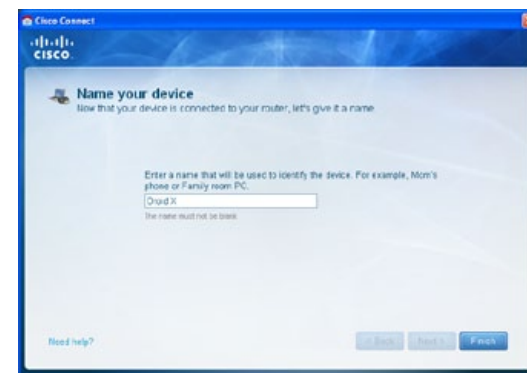 Cisco Connect
CISCO
Name your device
Now that your device is connected to your router, let's give it a name.
Enter a name that will be used to identify the device. For example, Mom's
phone or Family room PC.
Droid X
The name must not be blank.
Need help?
< Back
Next >
Finish